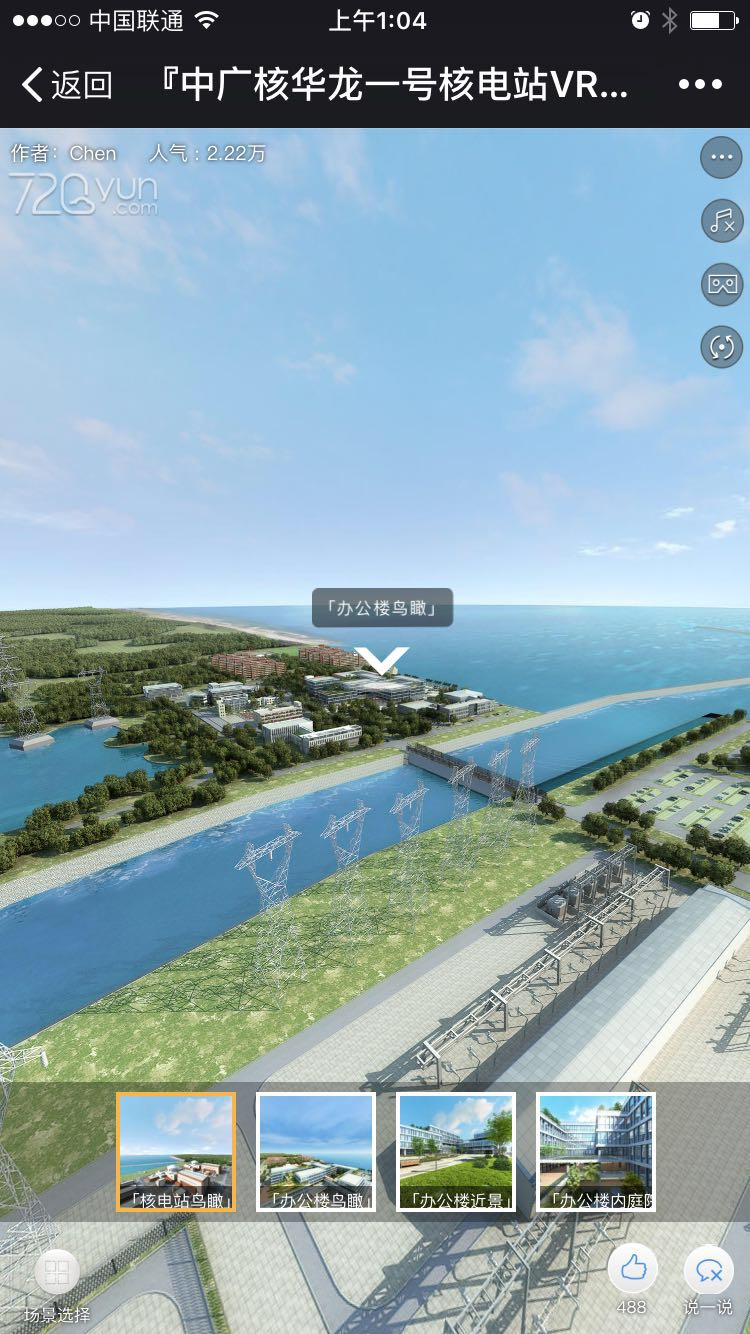 中国联通
上午1:04
返回
『中广核华龙一号核电站VR...
作者：Chen
人气：2.22万
720yun
.com
「办公楼鸟瞰」
「核电站鸟瞰」
「办公楼鸟瞰」
「办公楼近景」
「办公楼内庭院
场景选择
488
说一说